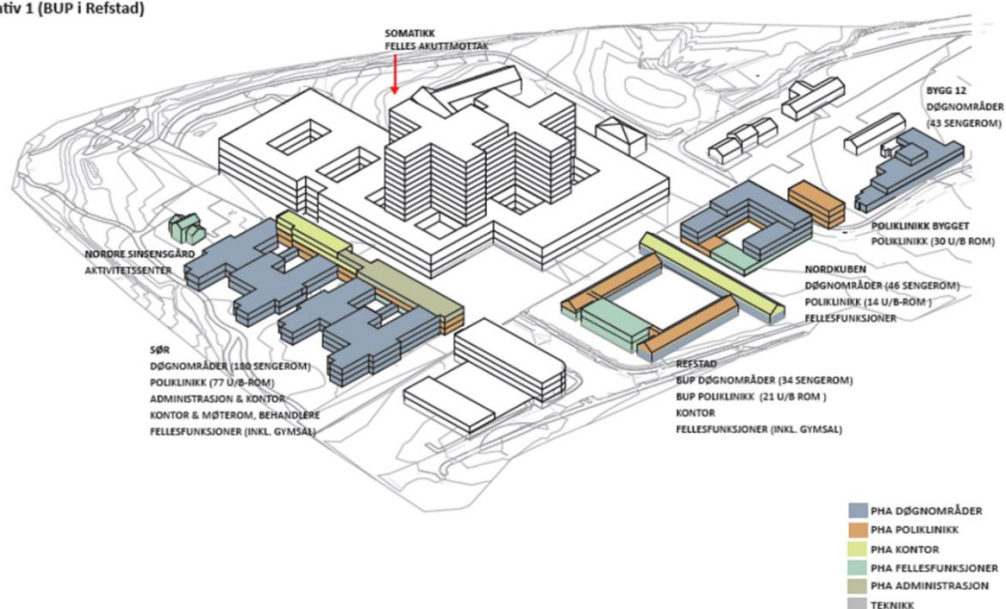 tiv 1 (BUP i Refstad)
SOMATIKK
FELLES AKUTTMOTTAK
BYGG 12
DØGNOMRÅDER
(43 SENGEROM)
NORDRE SINSENGÅRD
AKTIVITETSSENTER
POLIKLINIKK BYGGET
POLIKLINIKK (30 U/B ROM)
NORDKUBEN
DØGNOMRÅDER (46 SENGEROM)
POLIKLINIKK (14 U/B-ROM )
FELLESFUNKSJONER
SØR
DØGNOMRÅDER (180 SENGEROM)
POLIKLINIKK (77 U/B-ROM)
ADMINISTRASJON & KONTOR
KONTOR & MØTEROM, BEHANDLERE
FELLESFUNKSJONER (INKL. GYMSAL)
REFSTAD
BUP DØGNOMRÅDER (34 SENGEROM)
BUP POLIKLINIKK (21 U/B ROM )
KONTOR
FELLESFUNKSJONER (INKL. GYMSAL)
PHA DØGNOMRÅDER
PHA POLIKLINIKK
PHA KONTOR
PHA FELLESFUNKSJONER
PHA ADMINISTRASJON
TEKNIKK